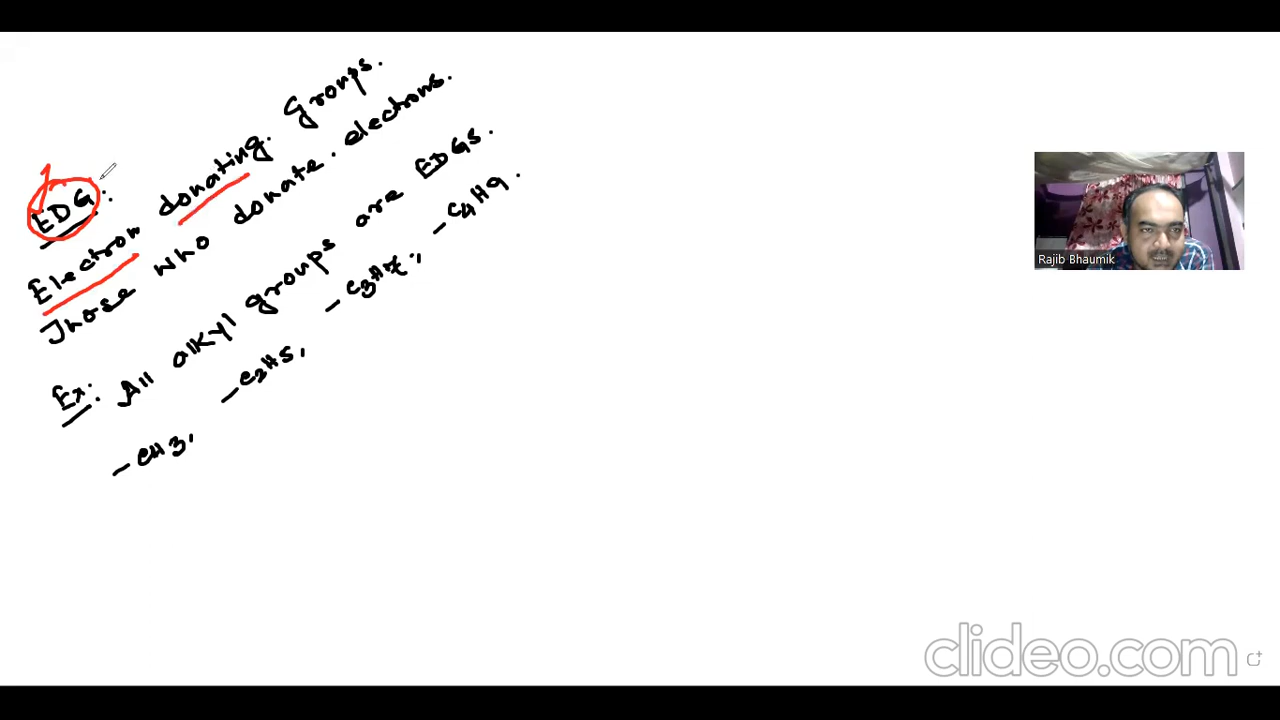 EDG:
Electron donating. Groups.
Those who donate. electrons.
Ex: All alkyl groups are EDGs.
-CH3, -C2H5, -C3H7, -C4H9.
Rajib Bhaumik
clideo.com